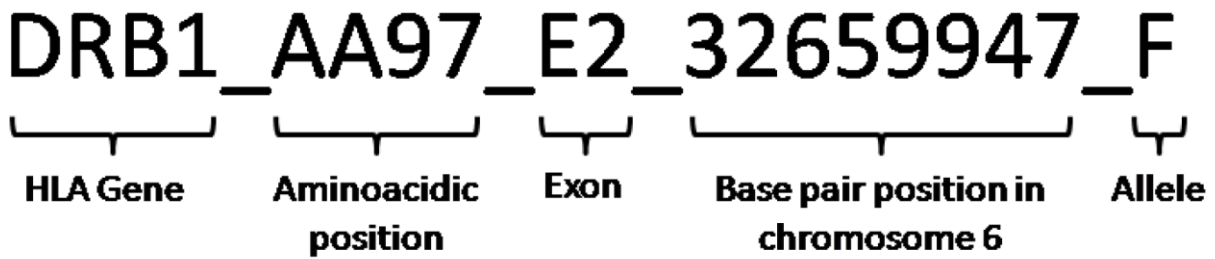 DRB1_AA97_E2_32659947_F
HLA Gene Aminoacidic position Exon Base pair position in chromosome 6 Allele